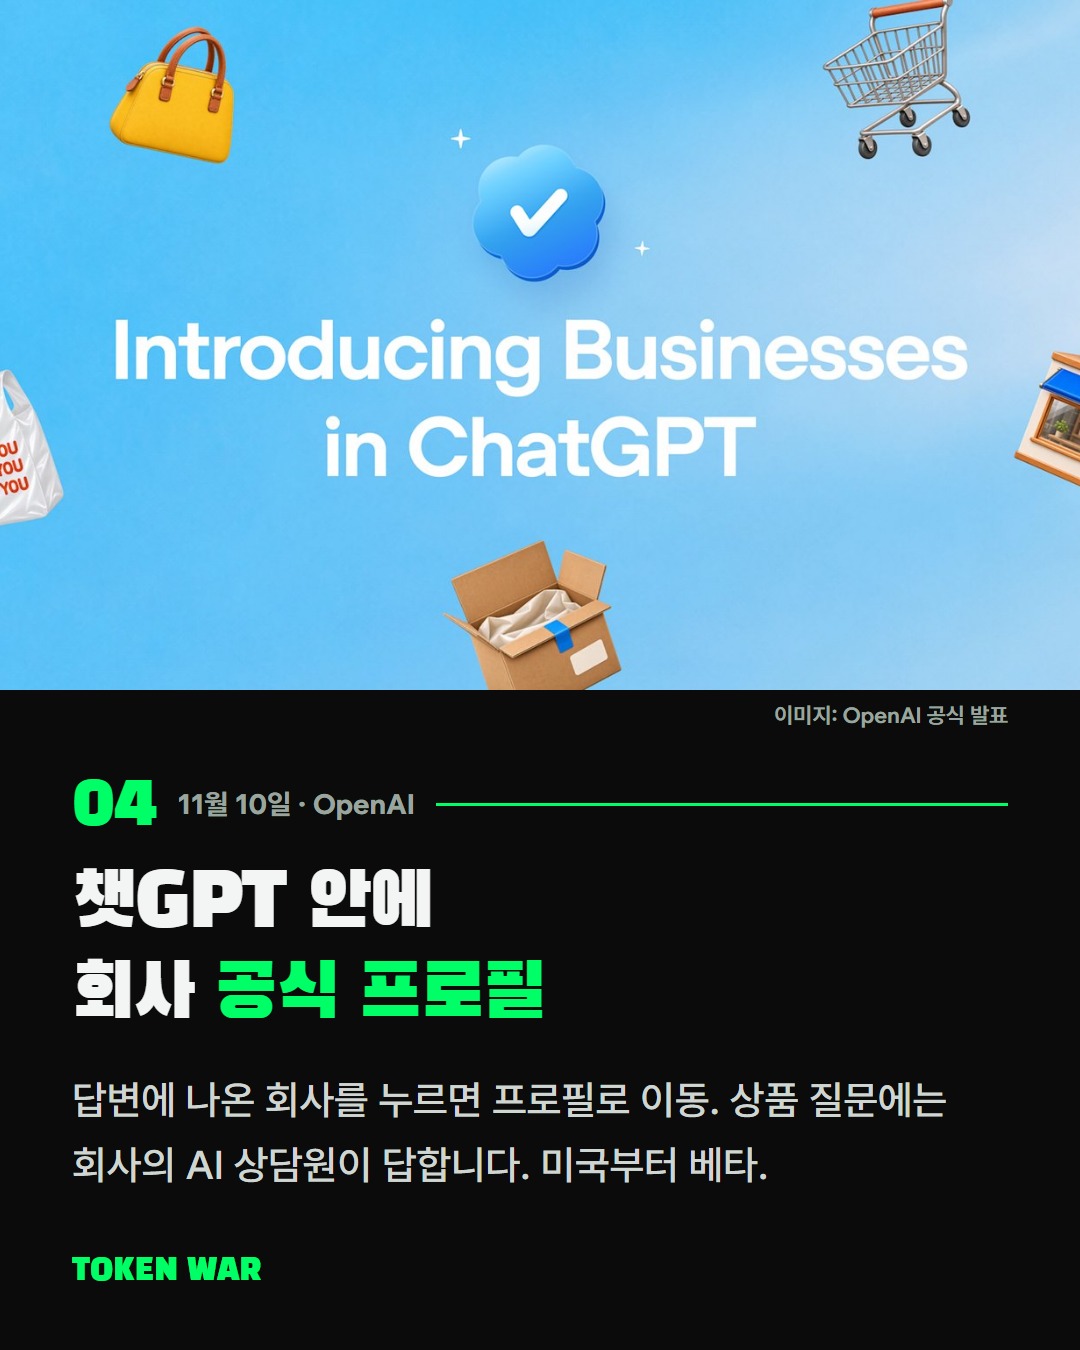 Introducing Businesses
in ChatGPT
OU
YOU
YOU
이미지: OpenAI 공식 발표
04 11월 10일 · OpenAI
챗GPT 안에
회사 공식 프로필
답변에 나온 회사를 누르면 프로필로 이동. 상품 질문에는
회사의 AI 상담원이 답합니다. 미국부터 베타.
TOKEN WAR